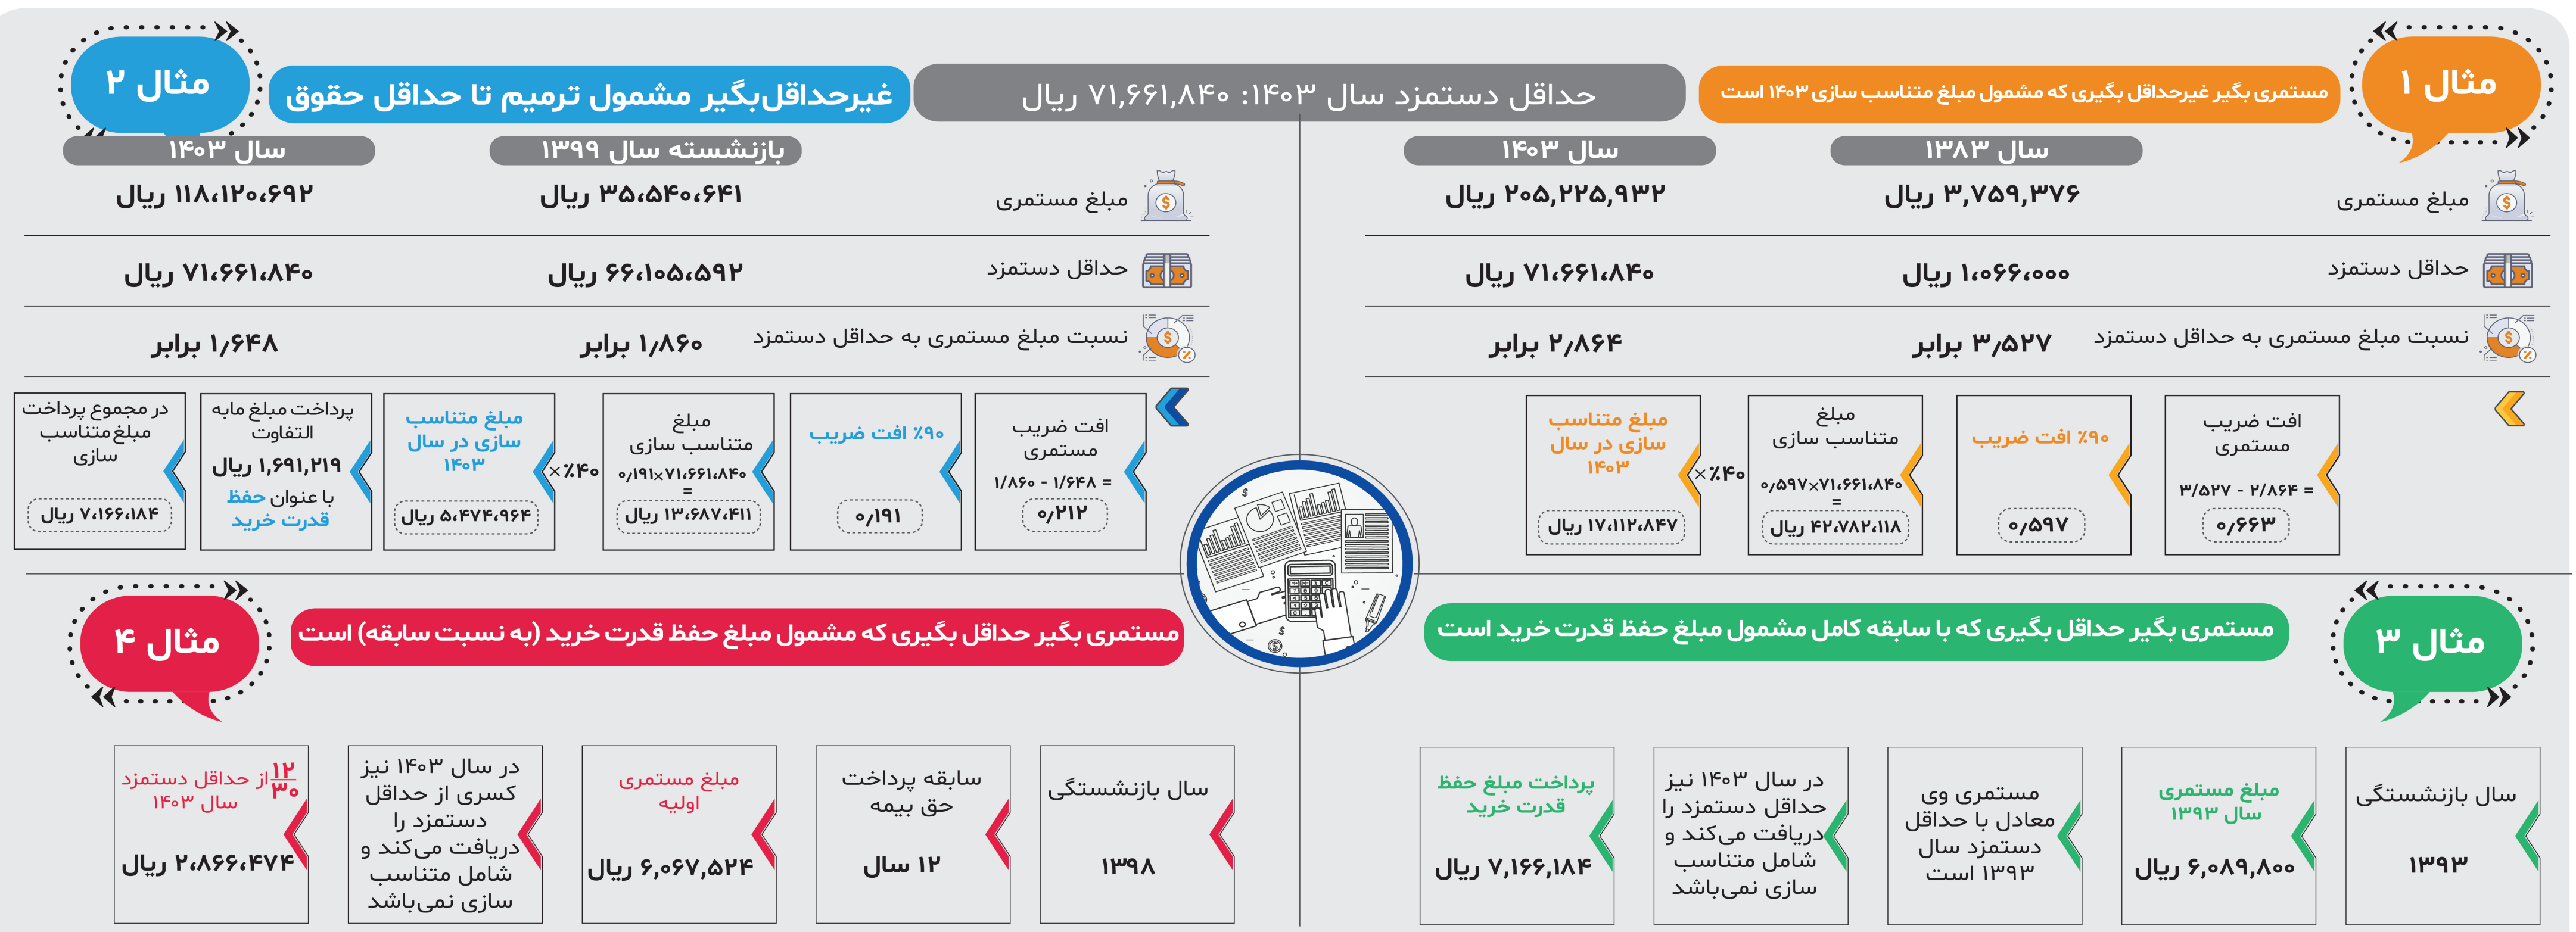 حداقل دستمزد سال ۱۴۰۳: ۷۱,۶۶۱,۸۴۰ ریال
مثال ۱
مستمری بگیر غیرحداقل بگیری که مشمول مبلغ متناسب سازی ۱۴۰۳ است
سال ۱۳۸۳
سال ۱۴۰۳
مبلغ مستمری
۳,۷۵۹,۳۷۶ ریال
۲۰۵,۲۲۵,۹۳۲ ریال
حداقل دستمزد
۱،۰۶۶،۰۰۰ ریال
۷۱،۶۶۱،۸۴۰ ریال
نسبت مبلغ مستمری به حداقل دستمزد
۳٫۵۲۷ برابر
۲٫۸۶۴ برابر
افت ضریب
مستمری
۳/۵۲۷ - ۲/۸۶۴ =
۰٫۶۶۳
۹۰٪ افت ضریب
۰٫۵۹۷
مبلغ
متناسب سازی
۰٫۵۹۷×۷۱،۶۶۱،۸۴۰
=
۴۲،۷۸۲،۱۱۸ ریال
×٪۴۰
مبلغ متناسب
سازی در سال
۱۴۰۳
۱۷،۱۱۲،۸۴۷ ریال
مثال ۲
غیرحداقل‌بگیر مشمول ترمیم تا حداقل حقوق
بازنشسته سال ۱۳۹۹
سال ۱۴۰۳
مبلغ مستمری
۳۵،۵۴۰،۶۴۱ ریال
۱۱۸،۱۲۰،۶۹۲ ریال
حداقل دستمزد
۶۶،۱۰۵،۵۹۲ ریال
۷۱،۶۶۱،۸۴۰ ریال
نسبت مبلغ مستمری به حداقل دستمزد
۱٫۸۶۰ برابر
۱٫۶۴۸ برابر
افت ضریب
مستمری
۱/۸۶۰ - ۱/۶۴۸ =
۰٫۲۱۲
۹۰٪ افت ضریب
۰٫۱۹۱
مبلغ
متناسب سازی
۰٫۱۹۱×۷۱،۶۶۱،۸۴۰
=
۱۳،۶۸۷،۴۱۱ ریال
×٪۴۰
مبلغ متناسب
سازی در سال
۱۴۰۳
۵،۴۷۴،۹۶۴ ریال
پرداخت مبلغ مابه
التفاوت
۱,۶۹۱,۲۱۹ ریال
با عنوان حفظ
قدرت خرید
در مجموع پرداخت
مبلغ متناسب
سازی
۷،۱۶۶،۱۸۴ ریال
مثال ۳
مستمری بگیر حداقل بگیری که با سابقه کامل مشمول مبلغ حفظ قدرت خرید است
سال بازنشستگی
۱۳۹۳
مبلغ مستمری
سال ۱۳۹۳
۶,۰۸۹,۸۰۰ ریال
مستمری وی
معادل با حداقل
دستمزد سال
۱۳۹۳ است
در سال ۱۴۰۳ نیز
حداقل دستمزد را
دریافت می‌کند و
شامل متناسب
سازی نمی‌باشد
پرداخت مبلغ حفظ
قدرت خرید
۷,۱۶۶,۱۸۴ ریال
مثال ۴
مستمری بگیر حداقل بگیری که مشمول مبلغ حفظ قدرت خرید (به نسبت سابقه) است
سال بازنشستگی
۱۳۹۸
سابقه پرداخت
حق بیمه
۱۲ سال
مبلغ مستمری
اولیه
۶,۰۶۷,۵۲۴ ریال
در سال ۱۴۰۳ نیز
کسری از حداقل
دستمزد را
دریافت می‌کند و
شامل متناسب
سازی نمی‌باشد
۱۲/۳۰ از حداقل دستمزد
سال ۱۴۰۳
۲،۸۶۶،۴۷۴ ریال